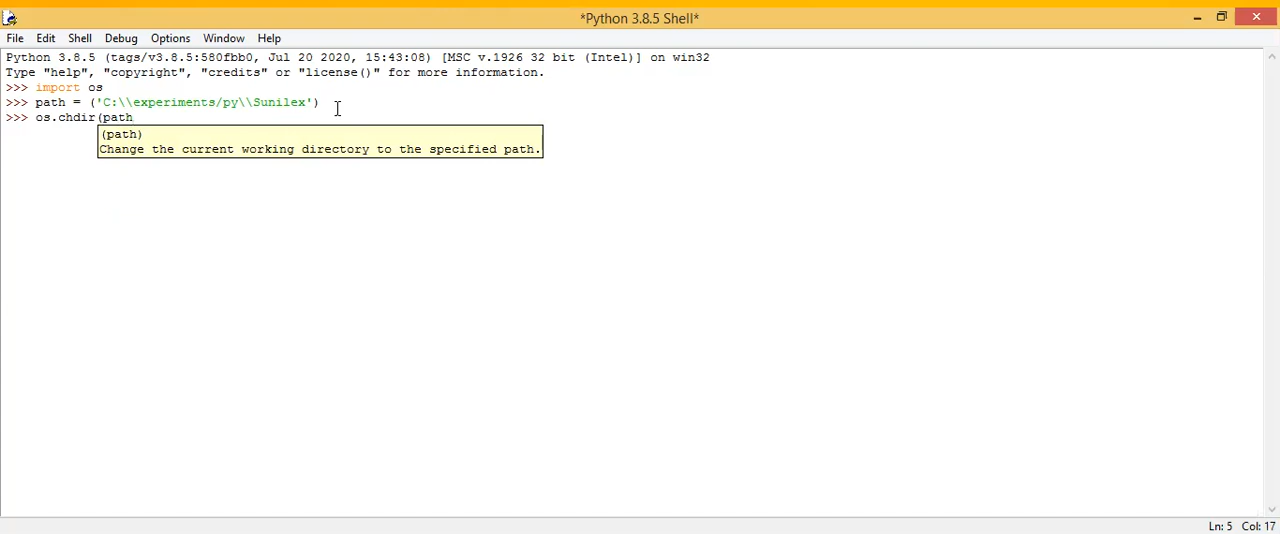 *Python 3.8.5 Shell*
File Edit Shell Debug Options Window Help
Python 3.8.5 (tags/v3.8.5:580fbb0, Jul 20 2020, 15:43:08) [MSC v.1926 32 bit (Intel)] on win32
Type "help", "copyright", "credits" or "license()" for more information.
>>> import os
>>> path = ('C:\\experiments/py\\Sunilex')
>>> os.chdir(path
(path)
Change the current working directory to the specified path.
Ln: 5 Col: 17